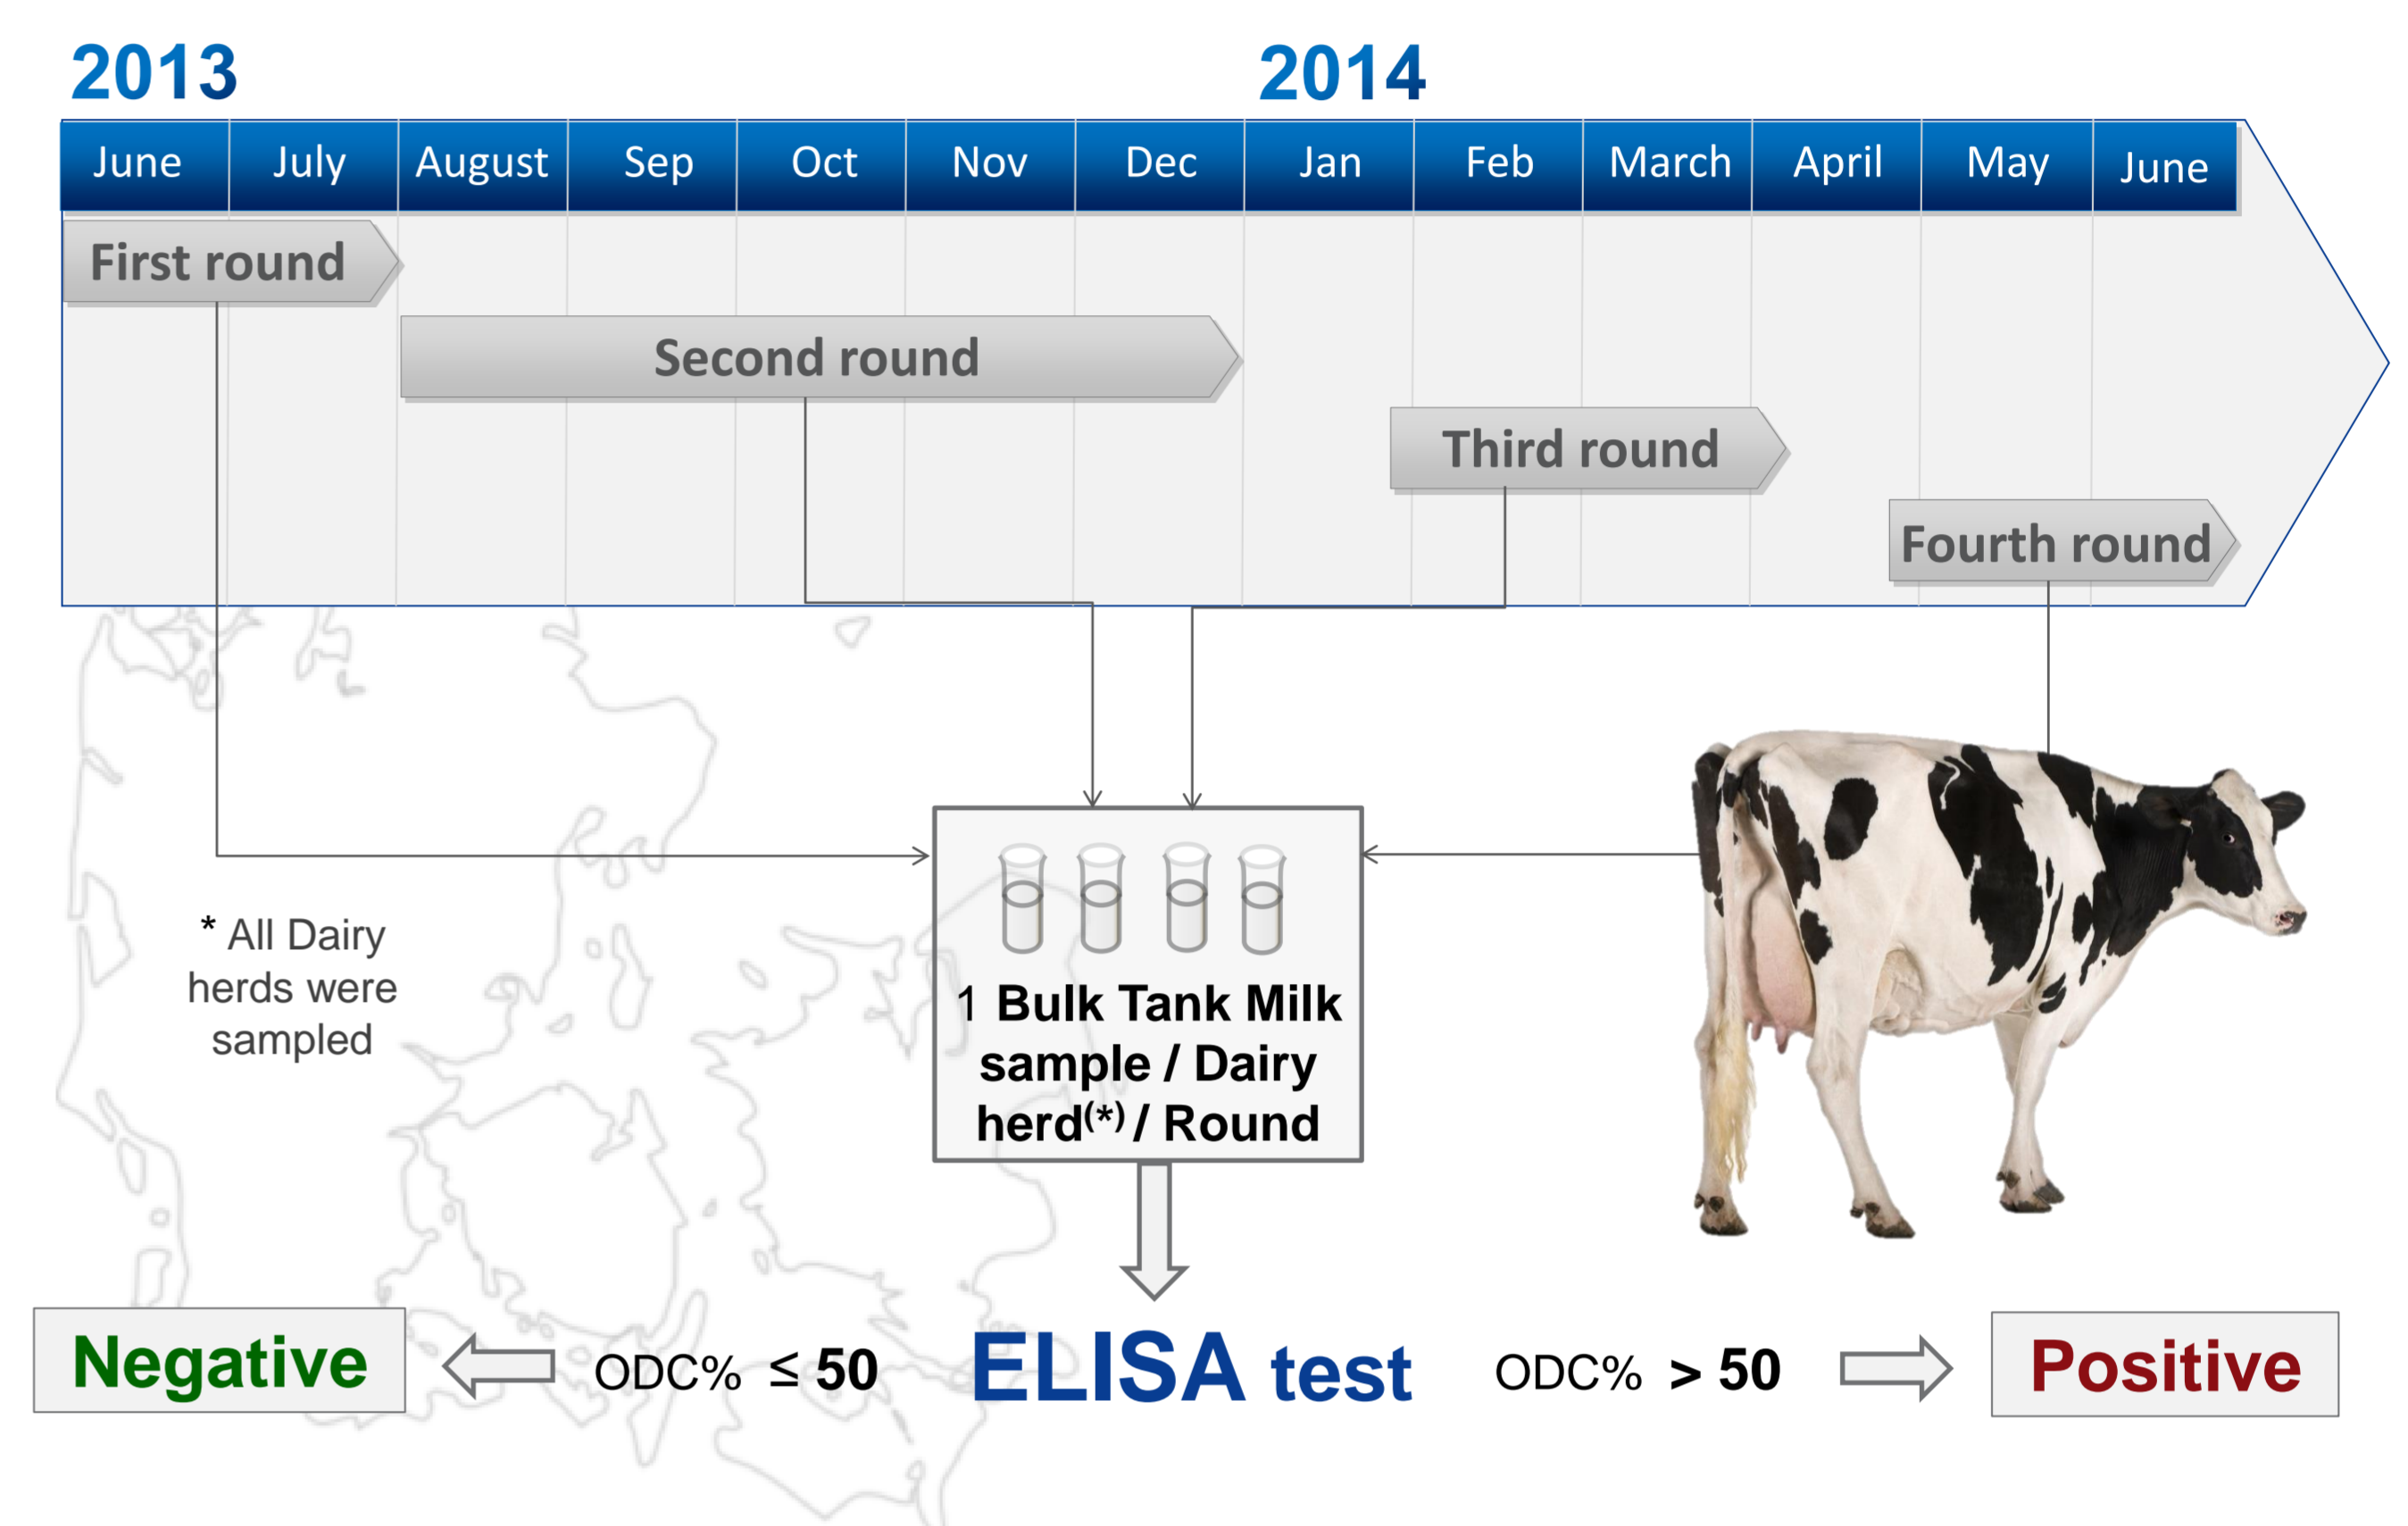 2013 2014
June July August Sep Oct Nov Dec Jan Feb March April May June
First round
Second round
Third round
Fourth round
* All Dairy
herds were
sampled
1 Bulk Tank Milk
sample / Dairy
herd(*) / Round
Negative ODC% ≤ 50 ELISA test ODC% > 50 Positive